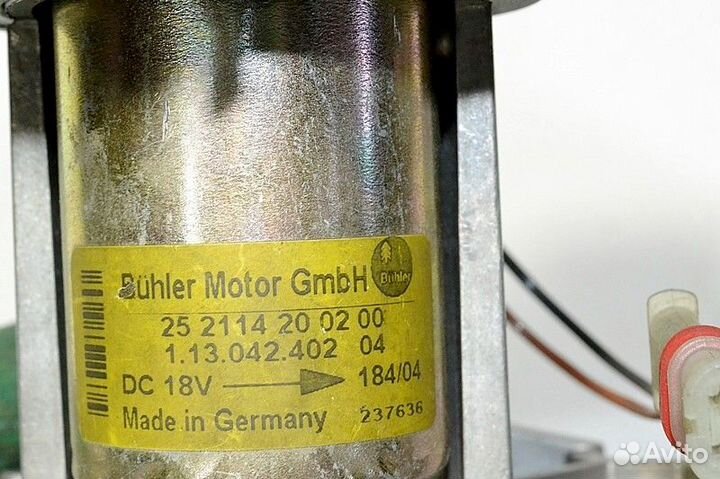 Bühler Motor GmbH
Bühler
25 2114 20 02 00
1.13.042.402 04
DC 18V 184/04
Made in Germany 237636
Avito